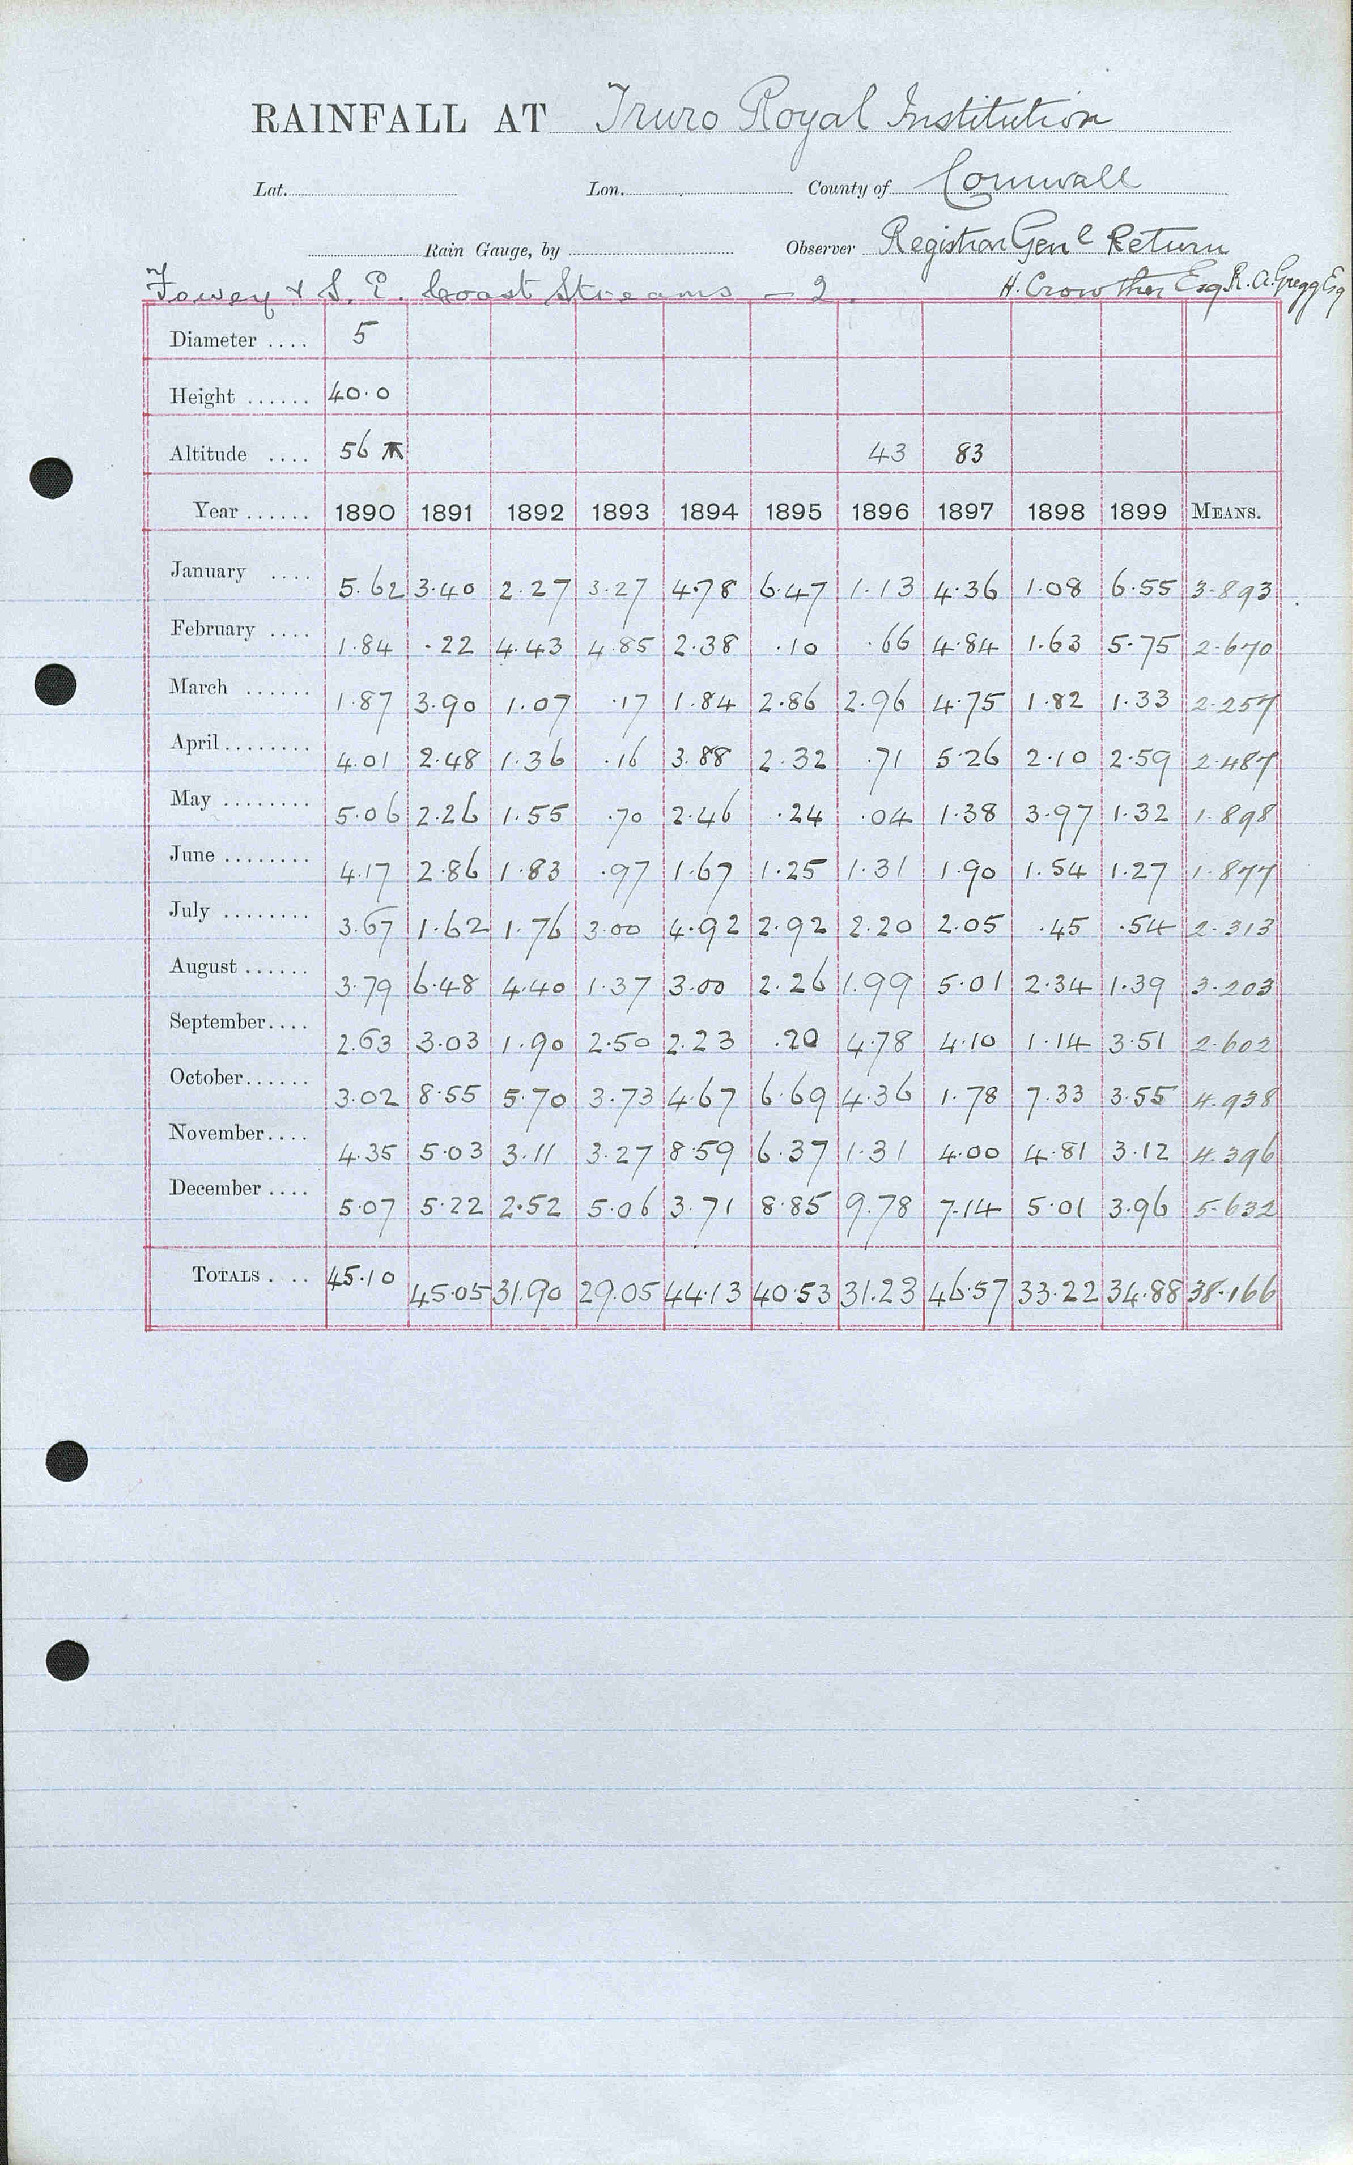 RAINFALL AT Truro Royal Institution
Lat. Lon. County of Cornwall
Rain Gauge, by Observer Registrar Genl Return
Fowey & S. E. Coast Streams - 2. H. Crowther Esq R. A. Gregg Esq
Diameter .... 5
Height ...... 40.0
Altitude .... 56 43 83
Year ...... 1890 1891 1892 1893 1894 1895 1896 1897 1898 1899 MEANS.
January .... 5.62 3.40 2.27 3.27 4.78 6.47 1.13 4.36 1.08 6.55 3.893
February .... 1.84 .22 4.43 4.85 2.38 .10 .66 4.84 1.63 5.75 2.670
March ...... 1.87 3.90 1.07 .17 1.84 2.86 2.96 4.75 1.82 1.33 2.257
April ........ 4.01 2.48 1.36 .16 3.88 2.32 .71 5.26 2.10 2.59 2.487
May ........ 5.06 2.26 1.55 .70 2.46 .24 .04 1.38 3.97 1.32 1.898
June ........ 4.17 2.86 1.83 .97 1.67 1.25 1.31 1.90 1.54 1.27 1.877
July ........ 3.67 1.62 1.76 3.00 4.92 2.92 2.20 2.05 .45 .54 2.313
August ...... 3.79 6.48 4.40 1.37 3.00 2.26 1.99 5.01 2.34 1.39 3.203
September.... 2.63 3.03 1.90 2.50 2.23 .20 4.78 4.10 1.14 3.51 2.602
October...... 3.02 8.55 5.70 3.73 4.67 6.69 4.36 1.78 7.33 3.55 4.938
November.... 4.35 5.03 3.11 3.27 8.59 6.37 1.31 4.00 4.81 3.12 4.396
December .... 5.07 5.22 2.52 5.06 3.71 8.85 9.78 7.14 5.01 3.96 5.632
TOTALS .... 45.10 45.05 31.90 29.05 44.13 40.53 31.23 46.57 33.22 34.88 38.166